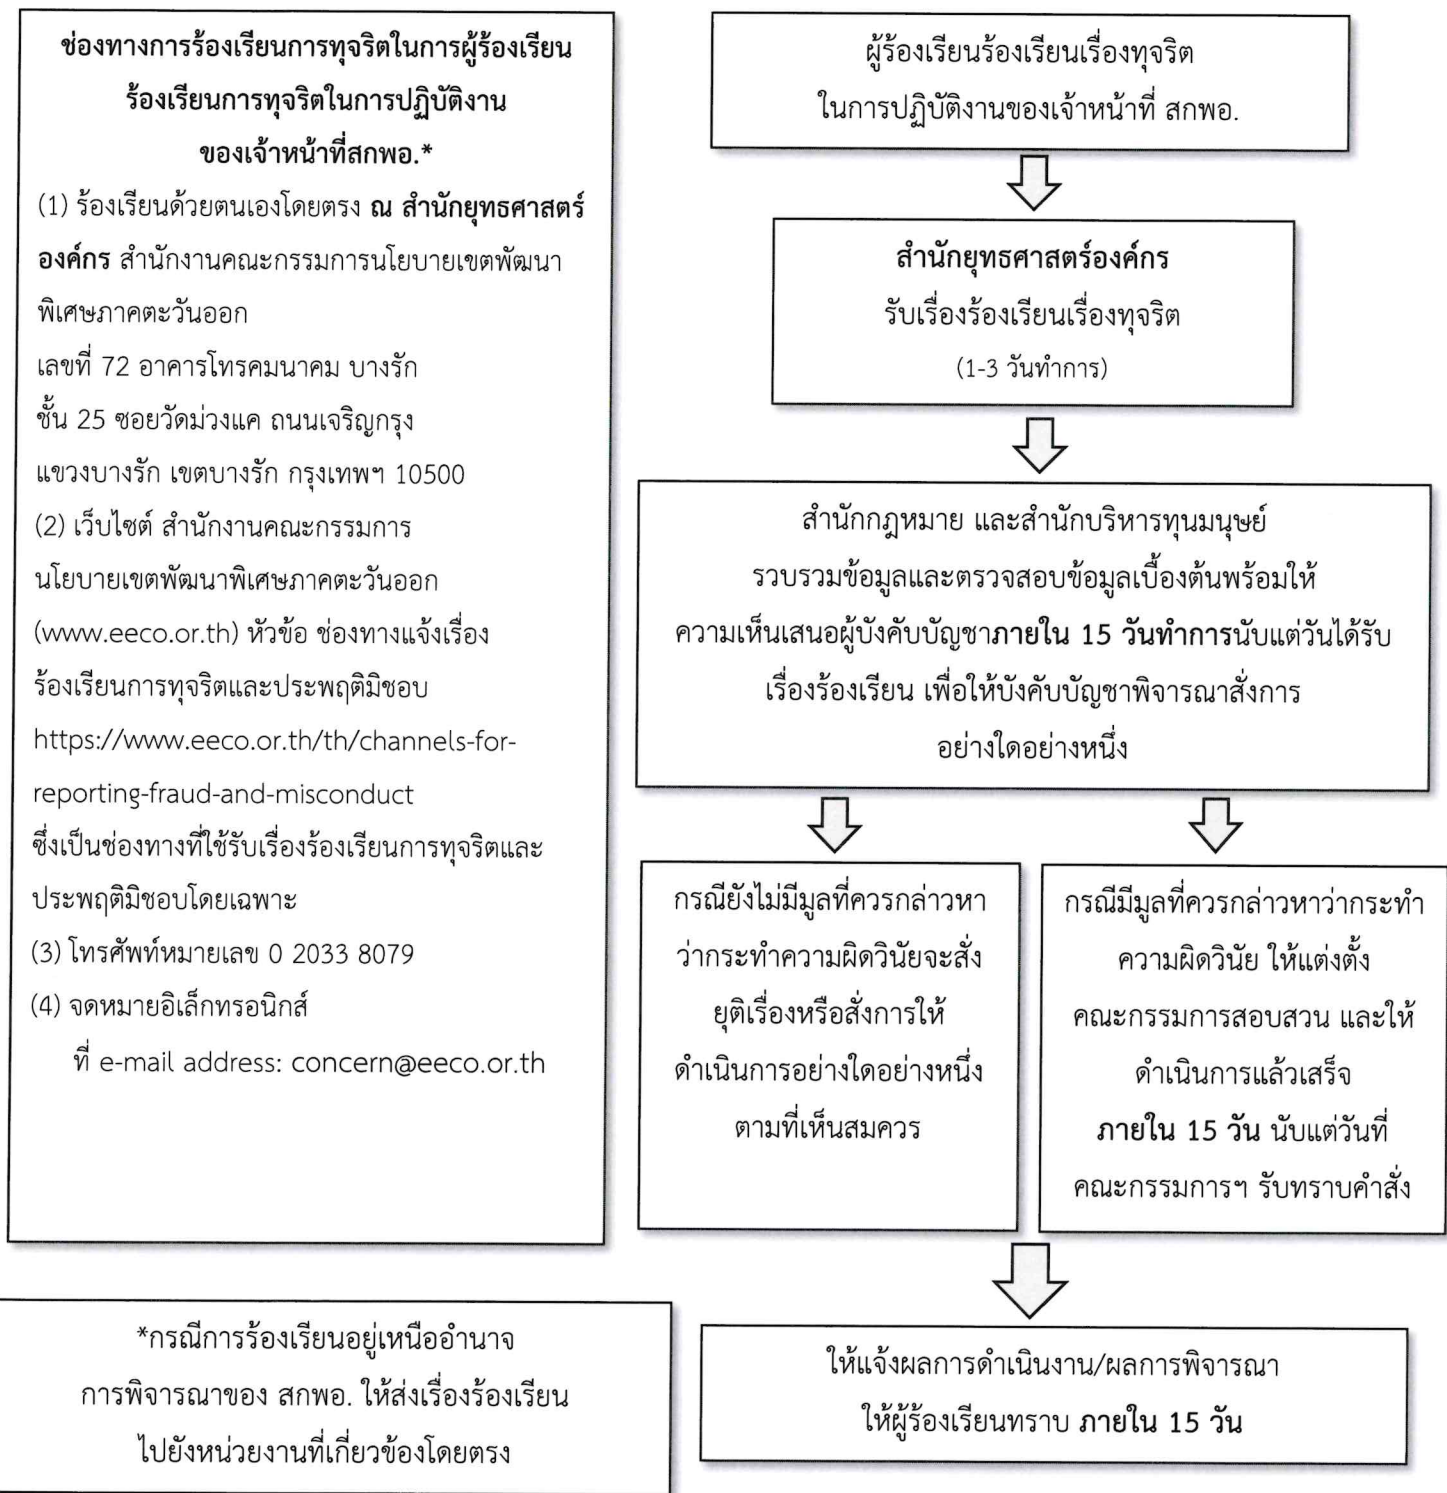 ช่องทางการร้องเรียนการทุจริตในการผู้ร้องเรียน
ร้องเรียนการทุจริตในการปฏิบัติงาน
ของเจ้าหน้าที่สกพอ.*
(1) ร้องเรียนด้วยตนเองโดยตรง ณ สำนักยุทธศาสตร์
องค์กร สำนักงานคณะกรรมการนโยบายเขตพัฒนา
พิเศษภาคตะวันออก
เลขที่ 72 อาคารโทรคมนาคม บางรัก
ชั้น 25 ซอยวัดม่วงแค ถนนเจริญกรุง
แขวงบางรัก เขตบางรัก กรุงเทพฯ 10500
(2) เว็บไซต์ สำนักงานคณะกรรมการ
นโยบายเขตพัฒนาพิเศษภาคตะวันออก
(www.eeco.or.th) หัวข้อ ช่องทางแจ้งเรื่อง
ร้องเรียนการทุจริตและประพฤติมิชอบ
https://www.eeco.or.th/th/channels-for-
reporting-fraud-and-misconduct
ซึ่งเป็นช่องทางที่ใช้รับเรื่องร้องเรียนการทุจริตและ
ประพฤติมิชอบโดยเฉพาะ
(3) โทรศัพท์หมายเลข 0 2033 8079
(4) จดหมายอิเล็กทรอนิกส์
ที่ e-mail address: concern@eeco.or.th
*กรณีการร้องเรียนอยู่เหนืออำนาจ
การพิจารณาของ สกพอ. ให้ส่งเรื่องร้องเรียน
ไปยังหน่วยงานที่เกี่ยวข้องโดยตรง
ผู้ร้องเรียนร้องเรียนเรื่องทุจริต
ในการปฏิบัติงานของเจ้าหน้าที่ สกพอ.
สำนักยุทธศาสตร์องค์กร
รับเรื่องร้องเรียนเรื่องทุจริต
(1-3 วันทำการ)
สำนักกฎหมาย และสำนักบริหารทุนมนุษย์
รวบรวมข้อมูลและตรวจสอบข้อมูลเบื้องต้นพร้อมให้
ความเห็นเสนอผู้บังคับบัญชาภายใน 15 วันทำการนับแต่วันได้รับ
เรื่องร้องเรียน เพื่อให้บังคับบัญชาพิจารณาสั่งการ
อย่างใดอย่างหนึ่ง
กรณียังไม่มีมูลที่ควรกล่าวหา
ว่ากระทำความผิดวินัยจะสั่ง
ยุติเรื่องหรือสั่งการให้
ดำเนินการอย่างใดอย่างหนึ่ง
ตามที่เห็นสมควร
กรณีมีมูลที่ควรกล่าวหาว่ากระทำ
ความผิดวินัย ให้แต่งตั้ง
คณะกรรมการสอบสวน และให้
ดำเนินการแล้วเสร็จ
ภายใน 15 วัน นับแต่วันที่
คณะกรรมการฯ รับทราบคำสั่ง
ให้แจ้งผลการดำเนินงาน/ผลการพิจารณา
ให้ผู้ร้องเรียนทราบ ภายใน 15 วัน